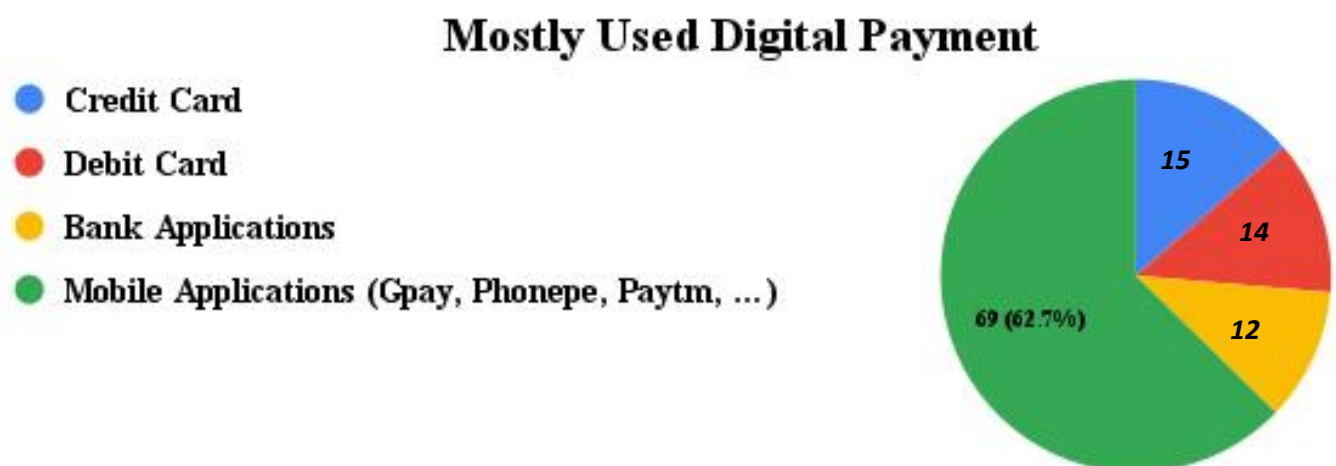 Mostly Used Digital Payment
Credit Card
Debit Card
Bank Applications
Mobile Applications (Gpay, Phonepe, Paytm, ...)
15
14
12
69 (62.7%)